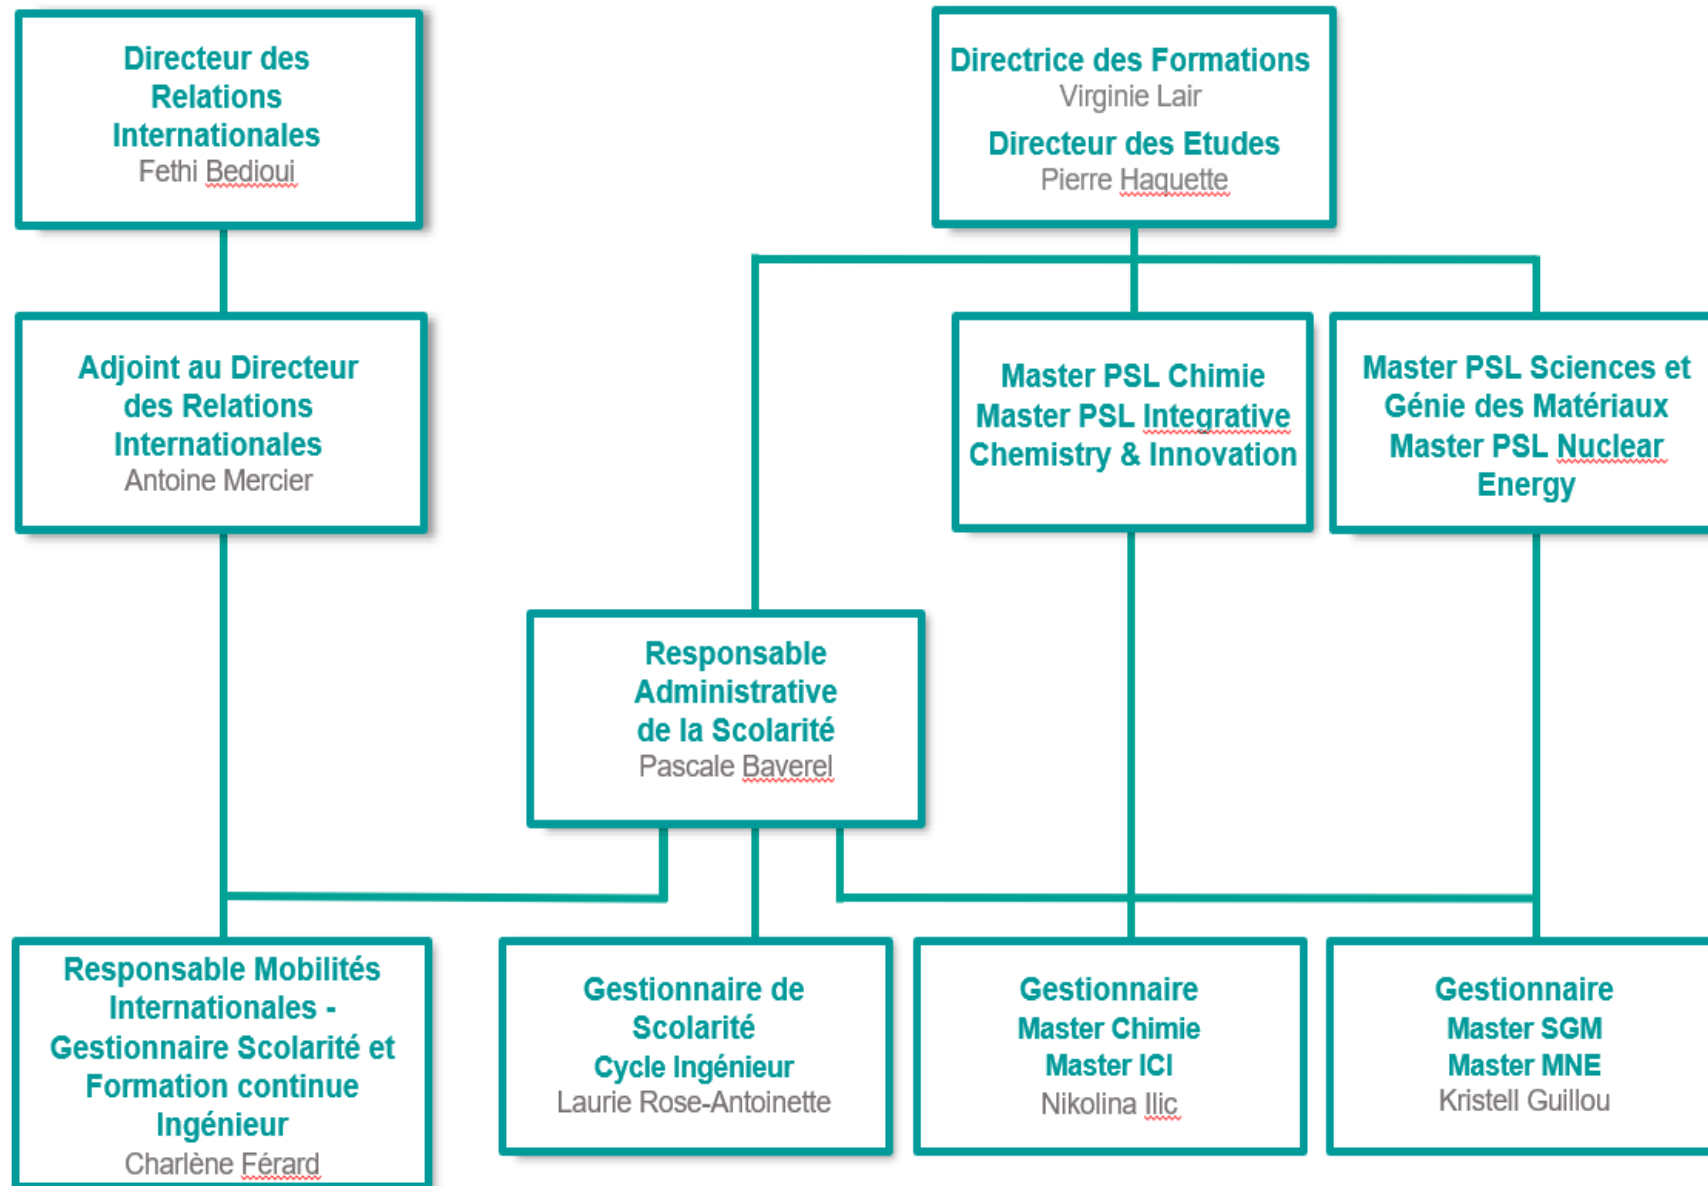 Directeur des
Relations
Internationales
Fethi Bedioui
Directrice des Formations
Virginie Lair
Directeur des Etudes
Pierre Haquette
Adjoint au Directeur
des Relations
Internationales
Antoine Mercier
Master PSL Chimie
Master PSL Integrative
Chemistry & Innovation
Master PSL Sciences et
Génie des Matériaux
Master PSL Nuclear
Energy
Responsable
Administrative
de la Scolarité
Pascale Baverel
Responsable Mobilités
Internationales -
Gestionnaire Scolarité et
Formation continue
Ingénieur
Charlène Férard
Gestionnaire de
Scolarité
Cycle Ingénieur
Laurie Rose-Antoinette
Gestionnaire
Master Chimie
Master ICI
Nikolina Ilic
Gestionnaire
Master SGM
Master MNE
Kristell Guillou